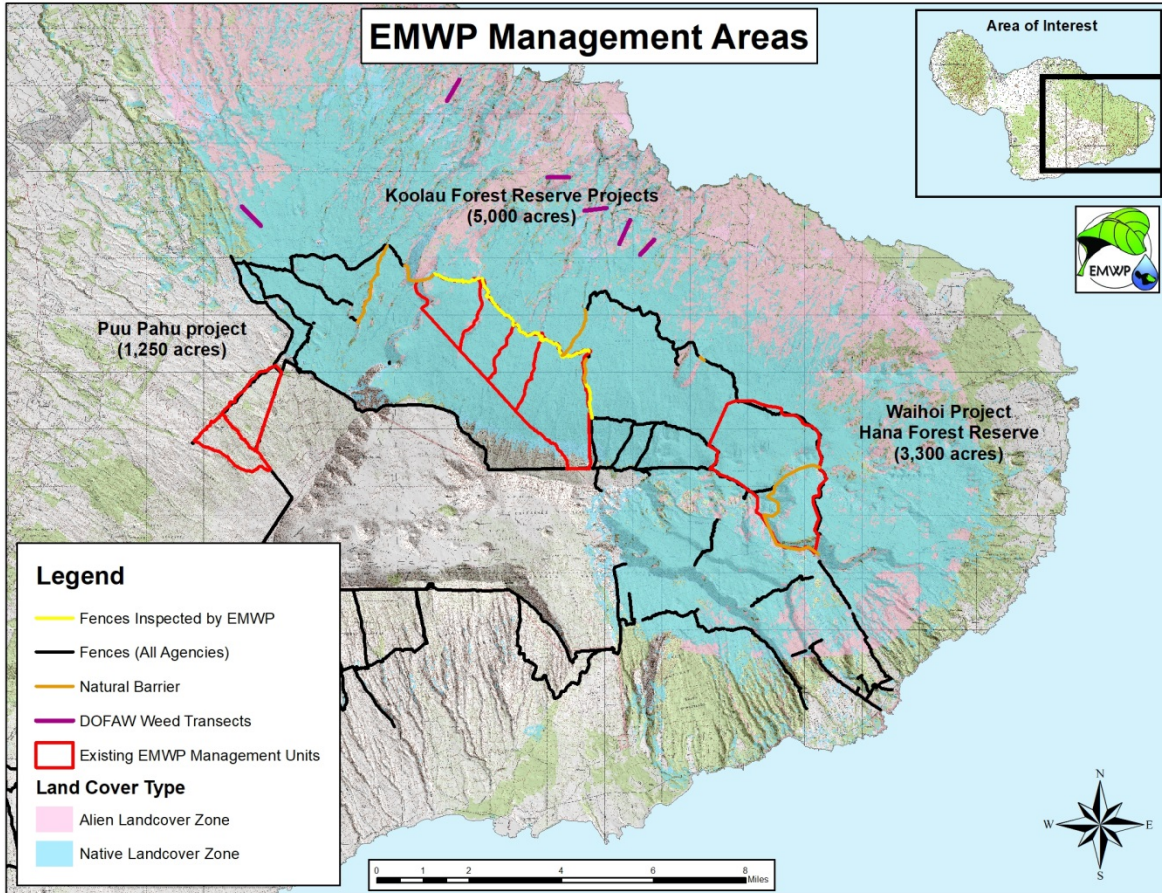 EMWP Management Areas
Area of Interest
EMWP
Koolau Forest Reserve Projects
(5,000 acres)
Puu Pahu project
(1,250 acres)
Waihoi Project
Hana Forest Reserve
(3,300 acres)
Legend
Fences Inspected by EMWP
Fences (All Agencies)
Natural Barrier
DOFAW Weed Transects
Existing EMWP Management Units
Land Cover Type
Alien Landcover Zone
Native Landcover Zone
0 1 2 4 6 8
Miles
N
W E
S